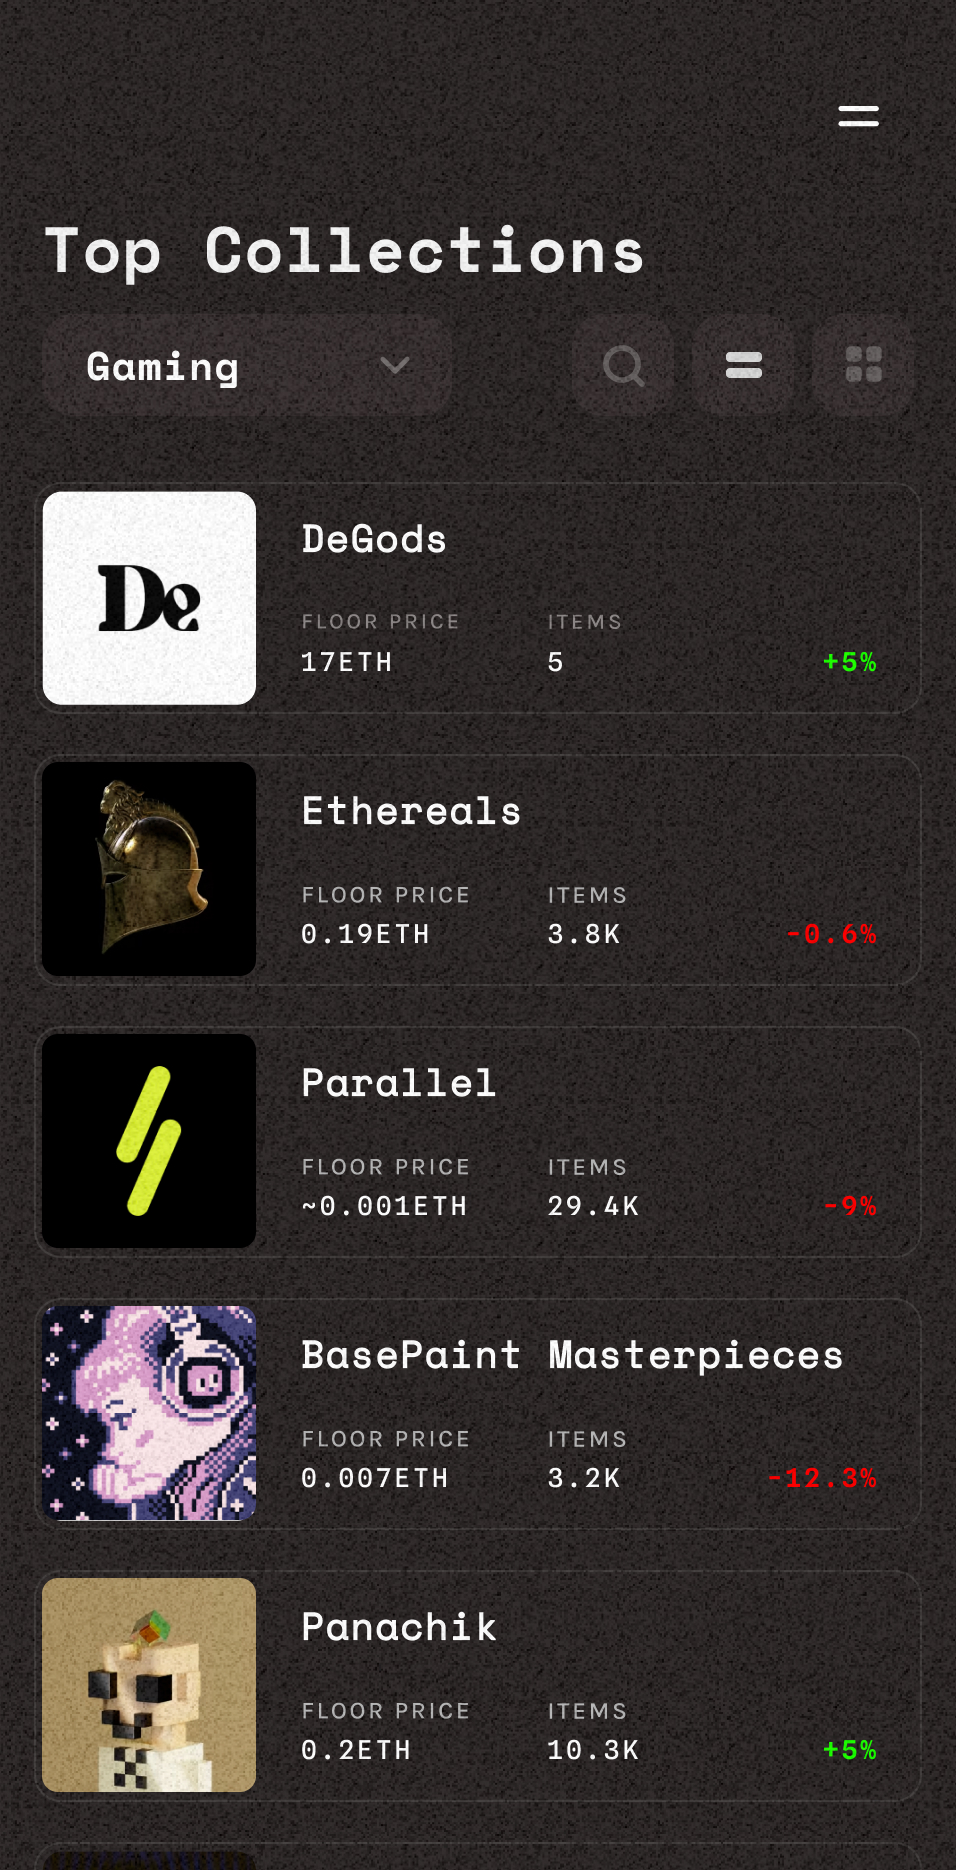 Top Collections
Gaming
De
DeGods
FLOOR PRICE ITEMS
17ETH 5 +5%
Ethereals
FLOOR PRICE ITEMS
0.19ETH 3.8K -0.6%
Parallel
FLOOR PRICE ITEMS
~0.001ETH 29.4K -9%
BasePaint Masterpieces
FLOOR PRICE ITEMS
0.007ETH 3.2K -12.3%
Panachik
FLOOR PRICE ITEMS
0.2ETH 10.3K +5%